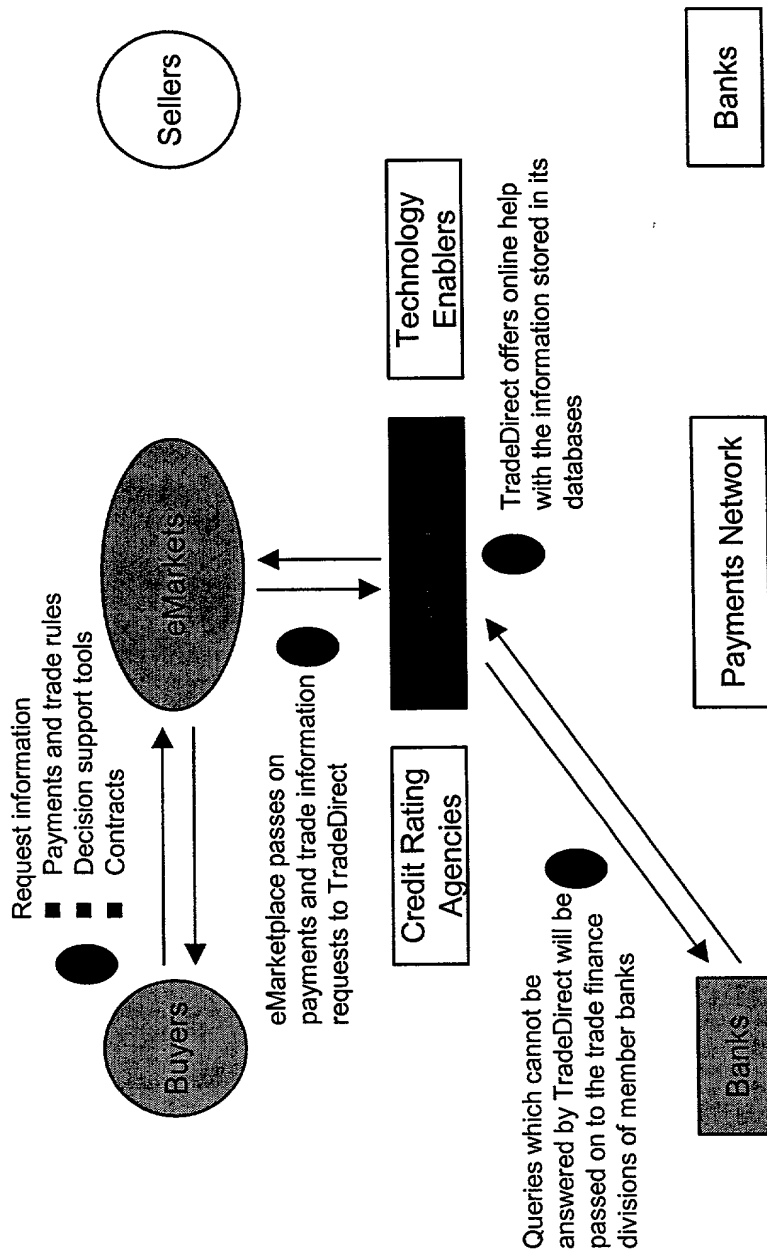 Request information
Payments and trade rules
Decision support tools
Contracts
Buyers
eMarkets
Sellers
eMarketplace passes on
payments and trade information
requests to TradeDirect
Credit Rating
Agencies
Technology
Enablers
TradeDirect offers online help
with the information stored in its
databases
Queries which cannot be
answered by TradeDirect will be
passed on to the trade finance
divisions of member banks
Banks
Payments Network
Banks